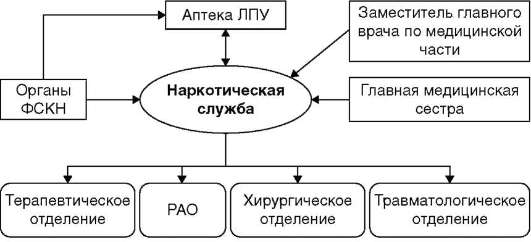 Аптека ЛПУ
Заместитель главного
врача по медицинской
части
Органы
ФСКН
Наркотическая
служба
Главная медицинская
сестра
Терапевтическое
отделение
РАО
Хирургическое
отделение
Травматологическое
отделение